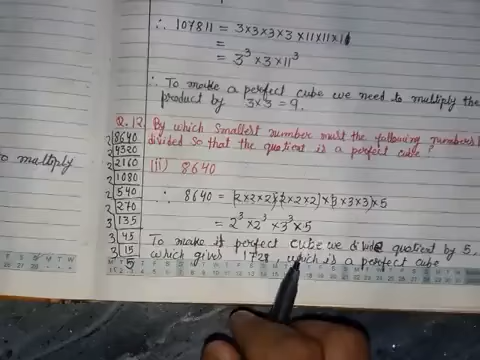 ∴ 107811 = 3×3×3×3×11×11×11
=
= 3³×3×11³
∴ To make a perfect cube we need to multiply the
product by 3×3 = 9.
Q.12. By which smallest number must the following numbers
divided so that the quotient is a perfect cube?
to multiply
(ii) 8640
2 8640
2 4320
2 2160
2 1080
2 540
2 270
3 135
3 45
3 15
5
∴ 8640 = (2×2×2)×(2×2×2)×(3×3×3)×5
= 2³×2³×3³×5
To make it perfect cube we divide quotient by 5,
which gives 1728, which is a perfect cube